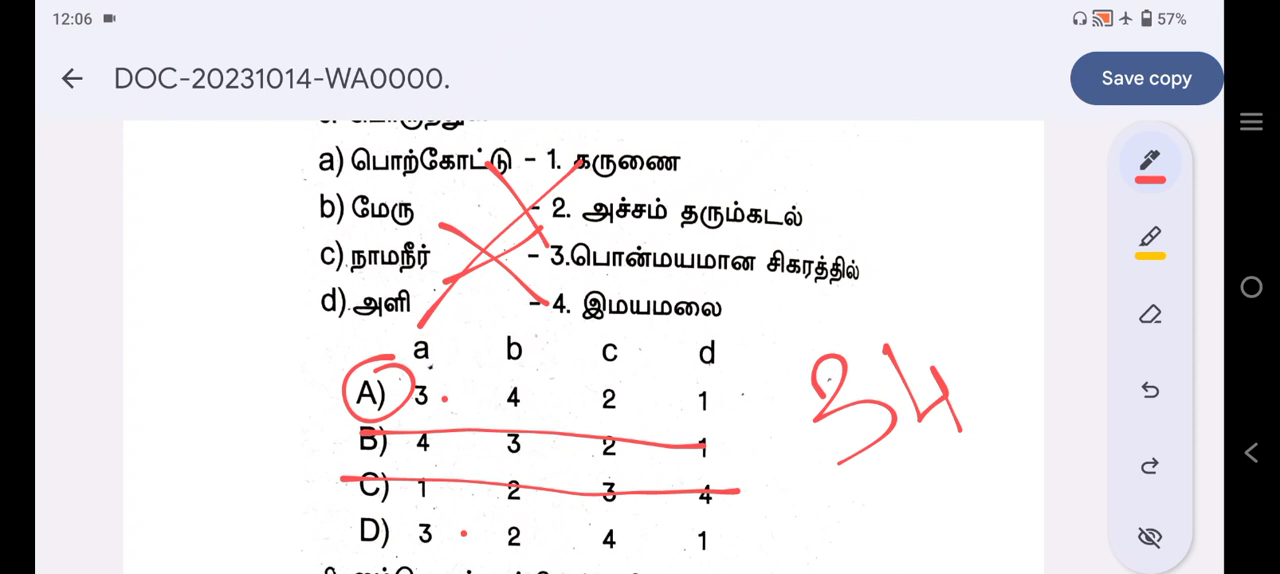 12:06 57%
DOC-20231014-WA0000. Save copy
a) பொற்கோட்டு - 1. கருணை
b) மேரு - 2. அச்சம் தரும்கடல்
c) நாமநீர் - 3.பொன்மயமான சிகரத்தில்
d) அளி - 4. இமயமலை
a b c d
A) 3 4 2 1
B) 4 3 2 1
C) 1 2 3 4
D) 3 2 4 1
34